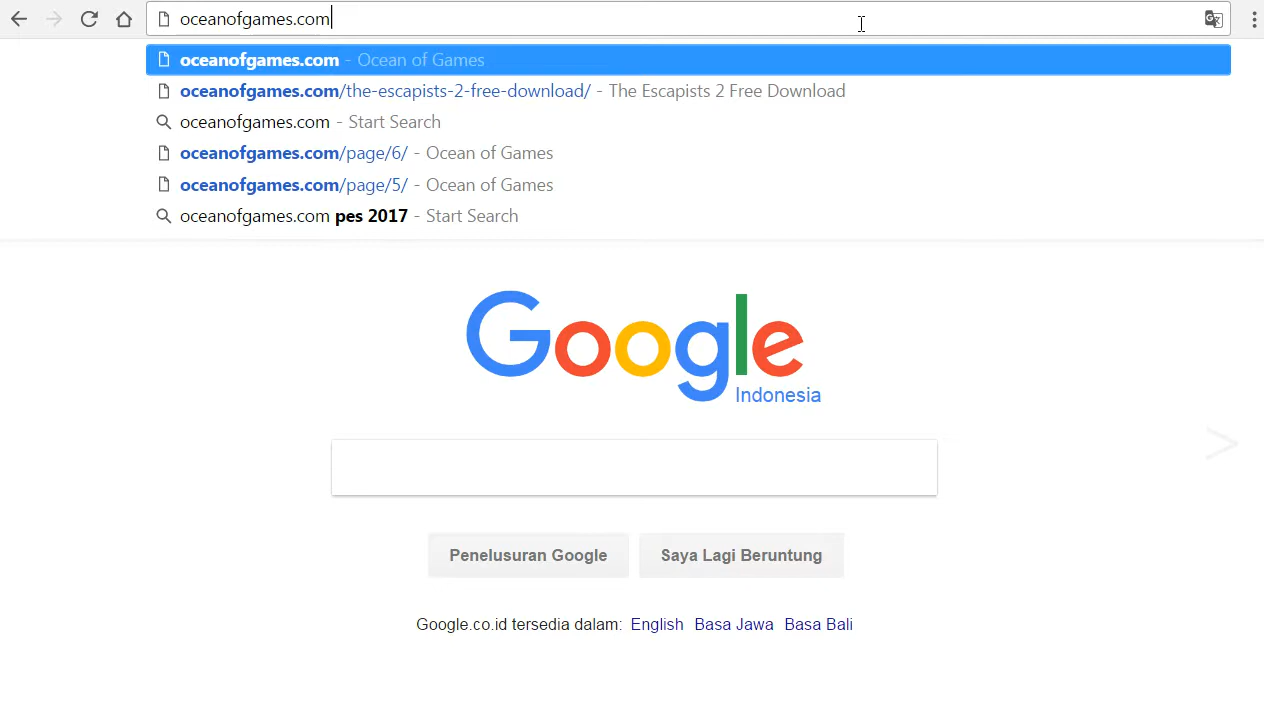 oceanofgames.com
oceanofgames.com - Ocean of Games
oceanofgames.com/the-escapists-2-free-download/ - The Escapists 2 Free Download
oceanofgames.com - Start Search
oceanofgames.com/page/6/ - Ocean of Games
oceanofgames.com/page/5/ - Ocean of Games
oceanofgames.com pes 2017 - Start Search
Google
Indonesia
Penelusuran Google Saya Lagi Beruntung
Google.co.id tersedia dalam: English Basa Jawa Basa Bali